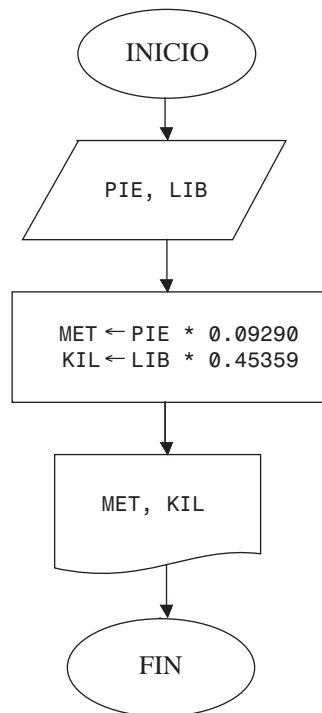 INICIO
PIE, LIB
MET ← PIE * 0.09290
KIL ← LIB * 0.45359
MET, KIL
FIN